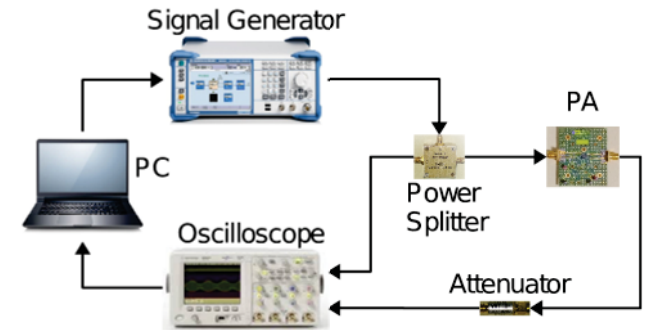 Signal Generator
PA
PC
Power
Splitter
Oscilloscope
Attenuator